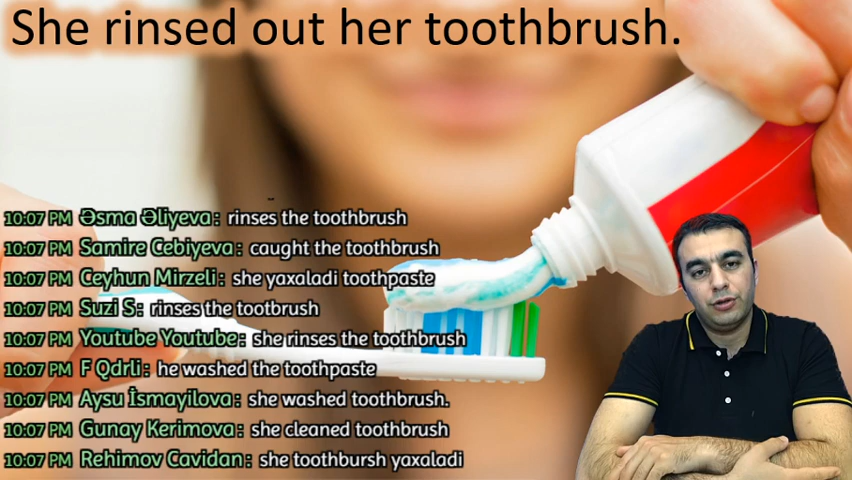 She rinsed out her toothbrush.
10:07 PM Əsma Əliyeva: rinses the toothbrush
10:07 PM Samire Cebiyeva: caught the toothbrush
10:07 PM Ceyhun Mirzeli: she yaxaladi toothpaste
10:07 PM Suzi S: rinses the tootbrush
10:07 PM Youtube Youtube: she rinses the toothbrush
10:07 PM F Qdrli: he washed the toothpaste
10:07 PM Aysu İsmayilova: she washed toothbrush.
10:07 PM Gunay Kerimova: she cleaned toothbrush
10:07 PM Rehimov Cavidan: she toothbursh yaxaladi